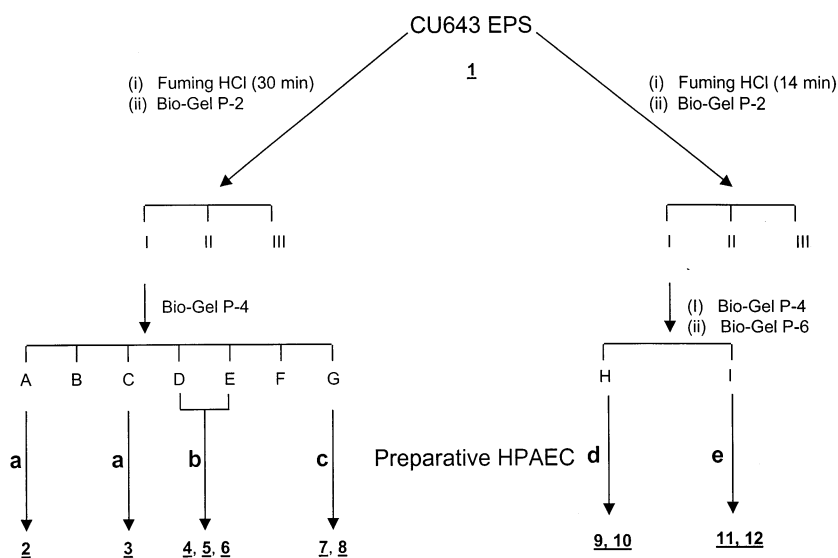 CU643 EPS
1
(i) Fuming HCl (30 min)
(ii) Bio-Gel P-2
(i) Fuming HCl (14 min)
(ii) Bio-Gel P-2
I II III
I II III
Bio-Gel P-4
(I) Bio-Gel P-4
(ii) Bio-Gel P-6
A B C D E F G
H I
a a b c Preparative HPAEC d e
2 3 4, 5, 6 7, 8 9, 10 11, 12